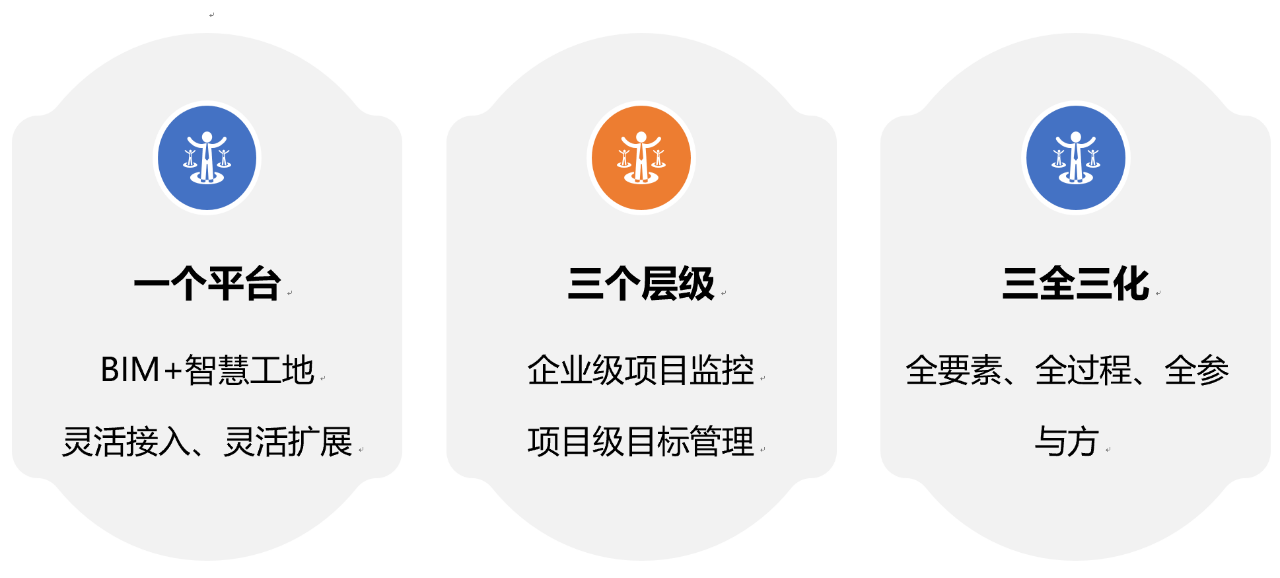 一个平台
BIM+智慧工地
灵活接入、灵活扩展
三个层级
企业级项目监控
项目级目标管理
三全三化
全要素、全过程、全参
与方